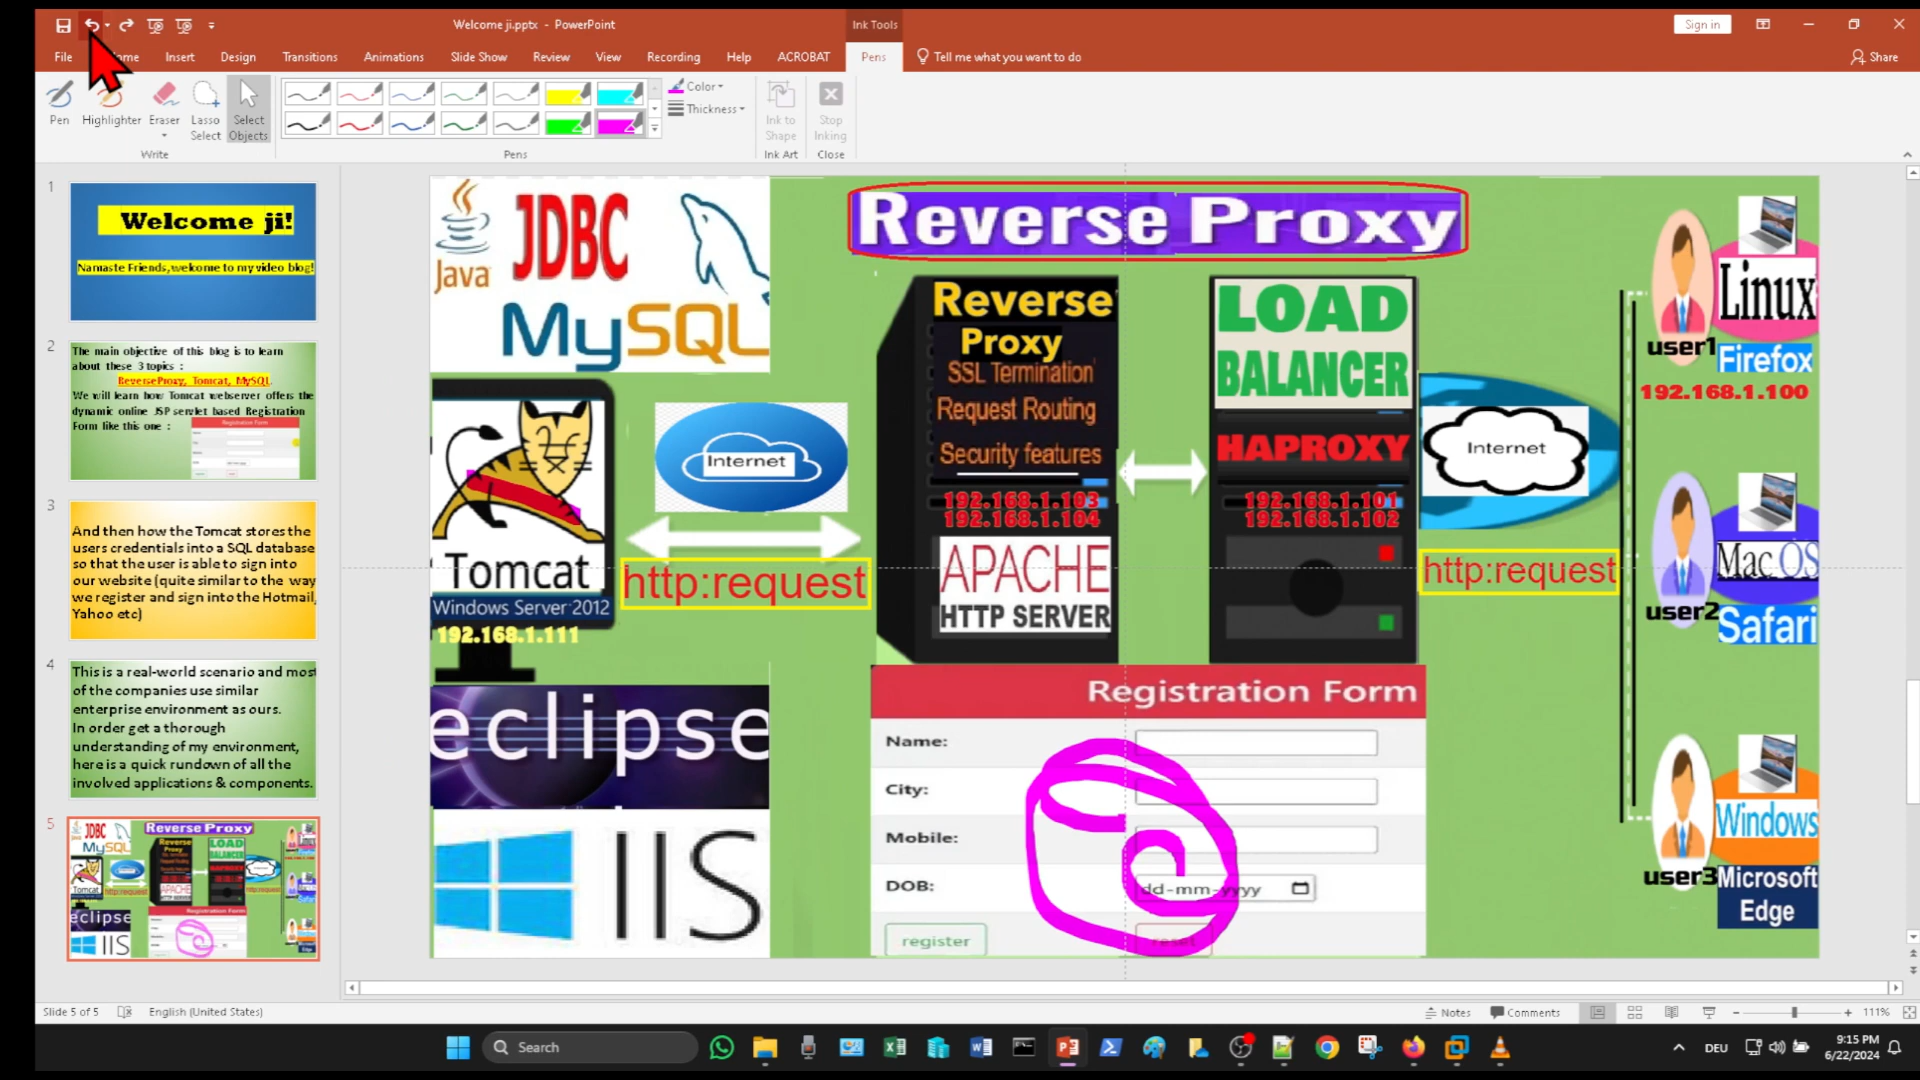 Welcome ji.pptx - PowerPoint
Ink Tools
Sign in
File
Insert
Design
Transitions
Animations
Slide Show
Review
View
Recording
Help
ACROBAT
Pens
Tell me what you want to do
Share
Pen
Highlighter
Eraser
Lasso Select
Select Objects
Color
Thickness
Ink to Shape
Stop Inking
Write
Pens
Ink Art
Close
1
Welcome ji!
Namaste Friends,welcome to my video blog!
2
The main objective of this blog is to learn
about these 3 topics :
ReverseProxy, Tomcat, MySQL.
We will learn how Tomcat webserver offers the
dynamic online JSP servlet based Registration
Form like this one :
Registration Form
3
And then how the Tomcat stores the
users credentials into a SQL database
so that the user is able to sign into
our website (quite similar to the way
we register and sign into the Hotmail,
Yahoo etc)
4
This is a real-world scenario and most
of the companies use similar
enterprise environment as ours.
In order get a thorough
understanding of my environment,
here is a quick rundown of all the
involved applications & components.
5
Java
JDBC
MySQL
Reverse Proxy
Reverse
Proxy
SSL Termination
Request Routing
Security features
192.168.1.103
192.168.1.104
APACHE
HTTP SERVER
LOAD
BALANCER
HAPROXY
192.168.1.101
192.168.1.102
Internet
http:request
Internet
http:request
Tomcat
Windows Server 2012
192.168.1.111
eclipse
IIS
Registration Form
Name:
City:
Mobile:
DOB:
dd-mm-yyyy
register
reset
Linux
user1
Firefox
192.168.1.100
Mac OS
user2
Safari
Windows
user3
Microsoft
Edge
Slide 5 of 5
English (United States)
Notes
Comments
111%
Search
DEU
9:15 PM
6/22/2024